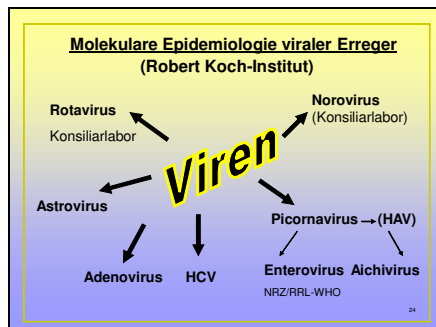 Molekulare Epidemiologie viraler Erreger
(Robert Koch-Institut)
Rotavirus
Konsiliarlabor
Norovirus
(Konsiliarlabor)
Viren
Astrovirus
Picornavirus
(HAV)
Adenovirus
HCV
Enterovirus
Aichivirus
NRZ/RRL-WHO
24